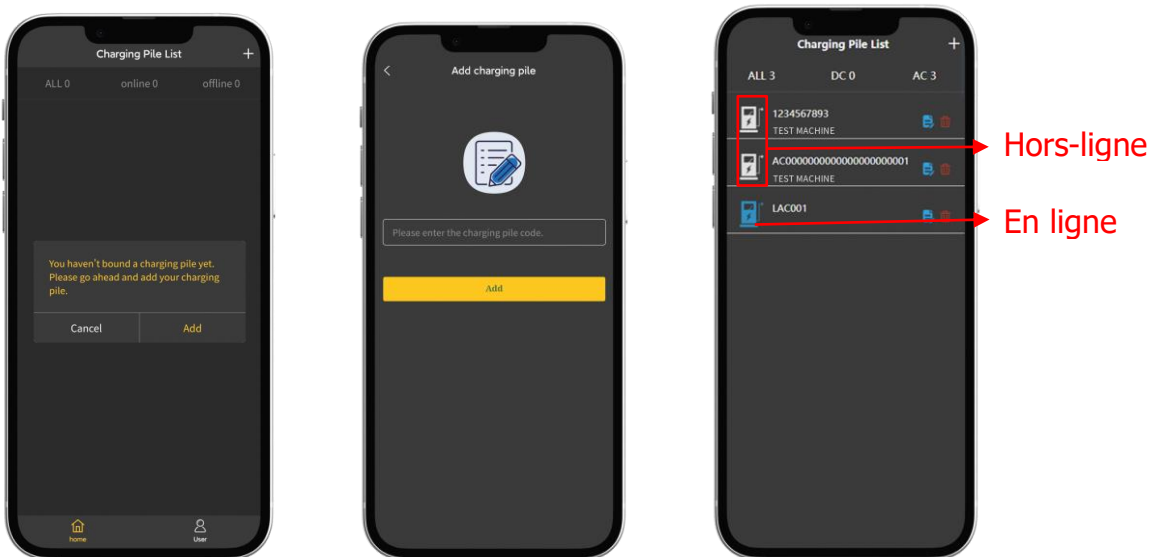 Charging Pile List +
ALL 0 online 0 offline 0
You haven't bound a charging pile yet.
Please go ahead and add your charging
pile.
Cancel Add
home User
Add charging pile
Please enter the charging pile code.
Add
Charging Pile List +
ALL 3 DC 0 AC 3
1234567893
TEST MACHINE
AC0000000000000000000001
TEST MACHINE
LAC001
Hors-ligne
En ligne